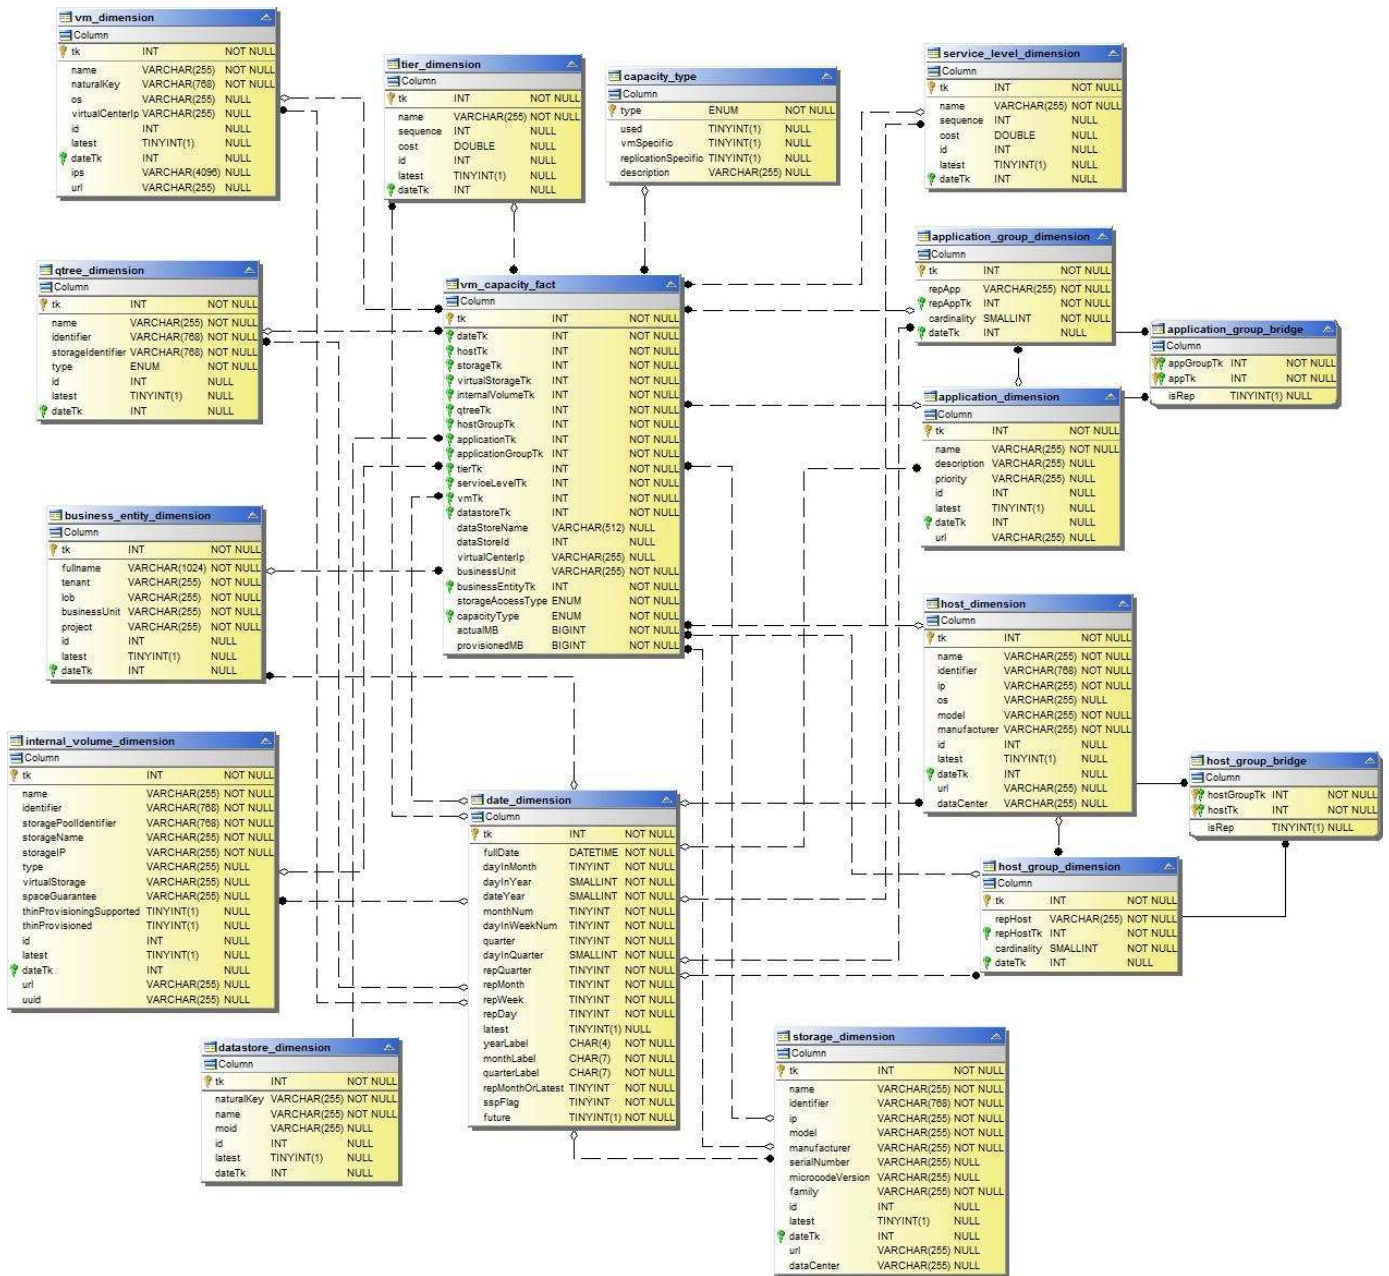 vm_dimension
Column
tk INT NOT NULL
name VARCHAR(255) NOT NULL
naturalKey VARCHAR(768) NOT NULL
os VARCHAR(255) NULL
virtualCenterIp VARCHAR(255) NULL
id INT NULL
latest TINYINT(1) NULL
dateTk INT NULL
ips VARCHAR(4096) NULL
url VARCHAR(255) NULL
tier_dimension
Column
tk INT NOT NULL
name VARCHAR(255) NOT NULL
sequence INT NULL
cost DOUBLE NULL
id INT NULL
latest TINYINT(1) NULL
dateTk INT NULL
capacity_type
Column
type ENUM NOT NULL
used TINYINT(1) NULL
vmSpecific TINYINT(1) NULL
replicationSpecific TINYINT(1) NULL
description VARCHAR(255) NULL
service_level_dimension
Column
tk INT NOT NULL
name VARCHAR(255) NOT NULL
sequence INT NULL
cost DOUBLE NULL
id INT NULL
latest TINYINT(1) NULL
dateTk INT NULL
qtree_dimension
Column
tk INT NOT NULL
name VARCHAR(255) NOT NULL
identifier VARCHAR(768) NOT NULL
storageIdentifier VARCHAR(768) NOT NULL
type ENUM NOT NULL
id INT NULL
latest TINYINT(1) NULL
dateTk INT NULL
vm_capacity_fact
Column
tk INT NOT NULL
dateTk INT NOT NULL
hostTk INT NOT NULL
storageTk INT NOT NULL
virtualStorageTk INT NOT NULL
internalVolumeTk INT NOT NULL
qtreeTk INT NOT NULL
hostGroupTk INT NOT NULL
applicationTk INT NOT NULL
applicationGroupTk INT NOT NULL
tierTk INT NOT NULL
serviceLevelTk INT NOT NULL
vmTk INT NOT NULL
datastoreTk INT NOT NULL
dataStoreName VARCHAR(512) NULL
dataStoreId INT NULL
virtualCenterIp VARCHAR(255) NULL
businessUnit VARCHAR(255) NOT NULL
businessEntityTk INT NOT NULL
storageAccessType ENUM NOT NULL
capacityType ENUM NOT NULL
actualMB BIGINT NOT NULL
provisionedMB BIGINT NOT NULL
application_group_dimension
Column
tk INT NOT NULL
repApp VARCHAR(255) NOT NULL
repAppTk INT NOT NULL
cardinality SMALLINT NOT NULL
dateTk INT NULL
application_group_bridge
Column
appGroupTk INT NOT NULL
appTk INT NOT NULL
isRep TINYINT(1) NULL
application_dimension
Column
tk INT NOT NULL
name VARCHAR(255) NOT NULL
description VARCHAR(255) NULL
priority VARCHAR(255) NULL
id INT NULL
latest TINYINT(1) NULL
dateTk INT NULL
url VARCHAR(255) NULL
business_entity_dimension
Column
tk INT NOT NULL
fullname VARCHAR(1024) NOT NULL
tenant VARCHAR(255) NOT NULL
lob VARCHAR(255) NOT NULL
businessUnit VARCHAR(255) NOT NULL
project VARCHAR(255) NOT NULL
id INT NULL
latest TINYINT(1) NULL
dateTk INT NULL
host_dimension
Column
tk INT NOT NULL
name VARCHAR(255) NOT NULL
identifier VARCHAR(768) NOT NULL
ip VARCHAR(255) NOT NULL
os VARCHAR(255) NULL
model VARCHAR(255) NOT NULL
manufacturer VARCHAR(255) NOT NULL
id INT NULL
latest TINYINT(1) NULL
dateTk INT NULL
url VARCHAR(255) NULL
dataCenter VARCHAR(255) NULL
internal_volume_dimension
Column
tk INT NOT NULL
name VARCHAR(255) NOT NULL
identifier VARCHAR(768) NOT NULL
storagePoolIdentifier VARCHAR(768) NOT NULL
storageName VARCHAR(255) NOT NULL
storageIP VARCHAR(255) NOT NULL
type VARCHAR(255) NULL
virtualStorage VARCHAR(255) NULL
spaceGuarantee VARCHAR(255) NULL
thinProvisioningSupported TINYINT(1) NULL
thinProvisioned TINYINT(1) NULL
id INT NULL
latest TINYINT(1) NULL
dateTk INT NULL
url VARCHAR(255) NULL
uuid VARCHAR(255) NULL
date_dimension
Column
tk INT NOT NULL
fullDate DATETIME NOT NULL
dayInMonth TINYINT NOT NULL
dayInYear SMALLINT NOT NULL
dateYear SMALLINT NOT NULL
monthNum TINYINT NOT NULL
dayInWeekNum TINYINT NOT NULL
quarter TINYINT NOT NULL
dayInQuarter SMALLINT NOT NULL
repQuarter TINYINT NOT NULL
repMonth TINYINT NOT NULL
repWeek TINYINT NOT NULL
repDay TINYINT NOT NULL
latest TINYINT(1) NULL
yearLabel CHAR(4) NOT NULL
monthLabel CHAR(7) NOT NULL
quarterLabel CHAR(7) NOT NULL
repMonthOrLatest TINYINT NOT NULL
sspFlag TINYINT NOT NULL
future TINYINT(1) NOT NULL
host_group_bridge
Column
hostGroupTk INT NOT NULL
hostTk INT NOT NULL
isRep TINYINT(1) NULL
host_group_dimension
Column
tk INT NOT NULL
repHost VARCHAR(255) NOT NULL
repHostTk INT NOT NULL
cardinality SMALLINT NOT NULL
dateTk INT NULL
datastore_dimension
Column
tk INT NOT NULL
naturalKey VARCHAR(255) NOT NULL
name VARCHAR(255) NOT NULL
moid VARCHAR(255) NULL
id INT NULL
latest TINYINT(1) NULL
dateTk INT NULL
storage_dimension
Column
tk INT NOT NULL
name VARCHAR(255) NOT NULL
identifier VARCHAR(768) NOT NULL
ip VARCHAR(255) NOT NULL
model VARCHAR(255) NOT NULL
manufacturer VARCHAR(255) NOT NULL
serialNumber VARCHAR(255) NULL
microcodeVersion VARCHAR(255) NULL
family VARCHAR(255) NOT NULL
id INT NULL
latest TINYINT(1) NULL
dateTk INT NULL
url VARCHAR(255) NULL
dataCenter VARCHAR(255) NULL